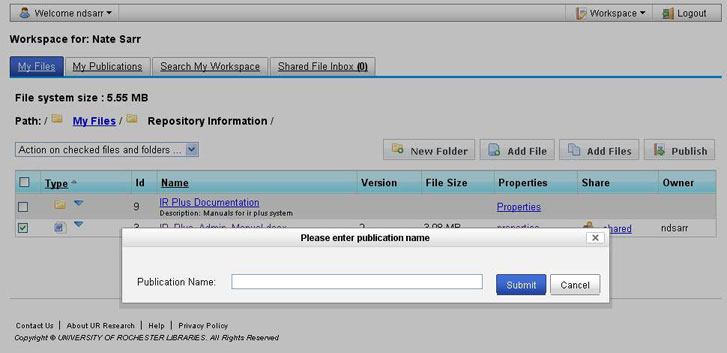 Welcome ndsarr Workspace Logout
Workspace for: Nate Sarr
My Files My Publications Search My Workspace Shared File Inbox (0)
File system size : 5.55 MB
Path: / My Files / Repository Information /
Action on checked files and folders ... New Folder Add File Add Files Publish
Type Id Name Version File Size Properties Share Owner
9 IR Plus Documentation Properties
Description: Manuals for ir plus system
3 IR_Plus_Admin_Manual.docx 2 3.98 MB properties shared ndsarr
Please enter publication name
Publication Name: Submit Cancel
Contact Us | About UR Research | Help | Privacy Policy
Copyright © UNIVERSITY OF ROCHESTER LIBRARIES. All Rights Reserved